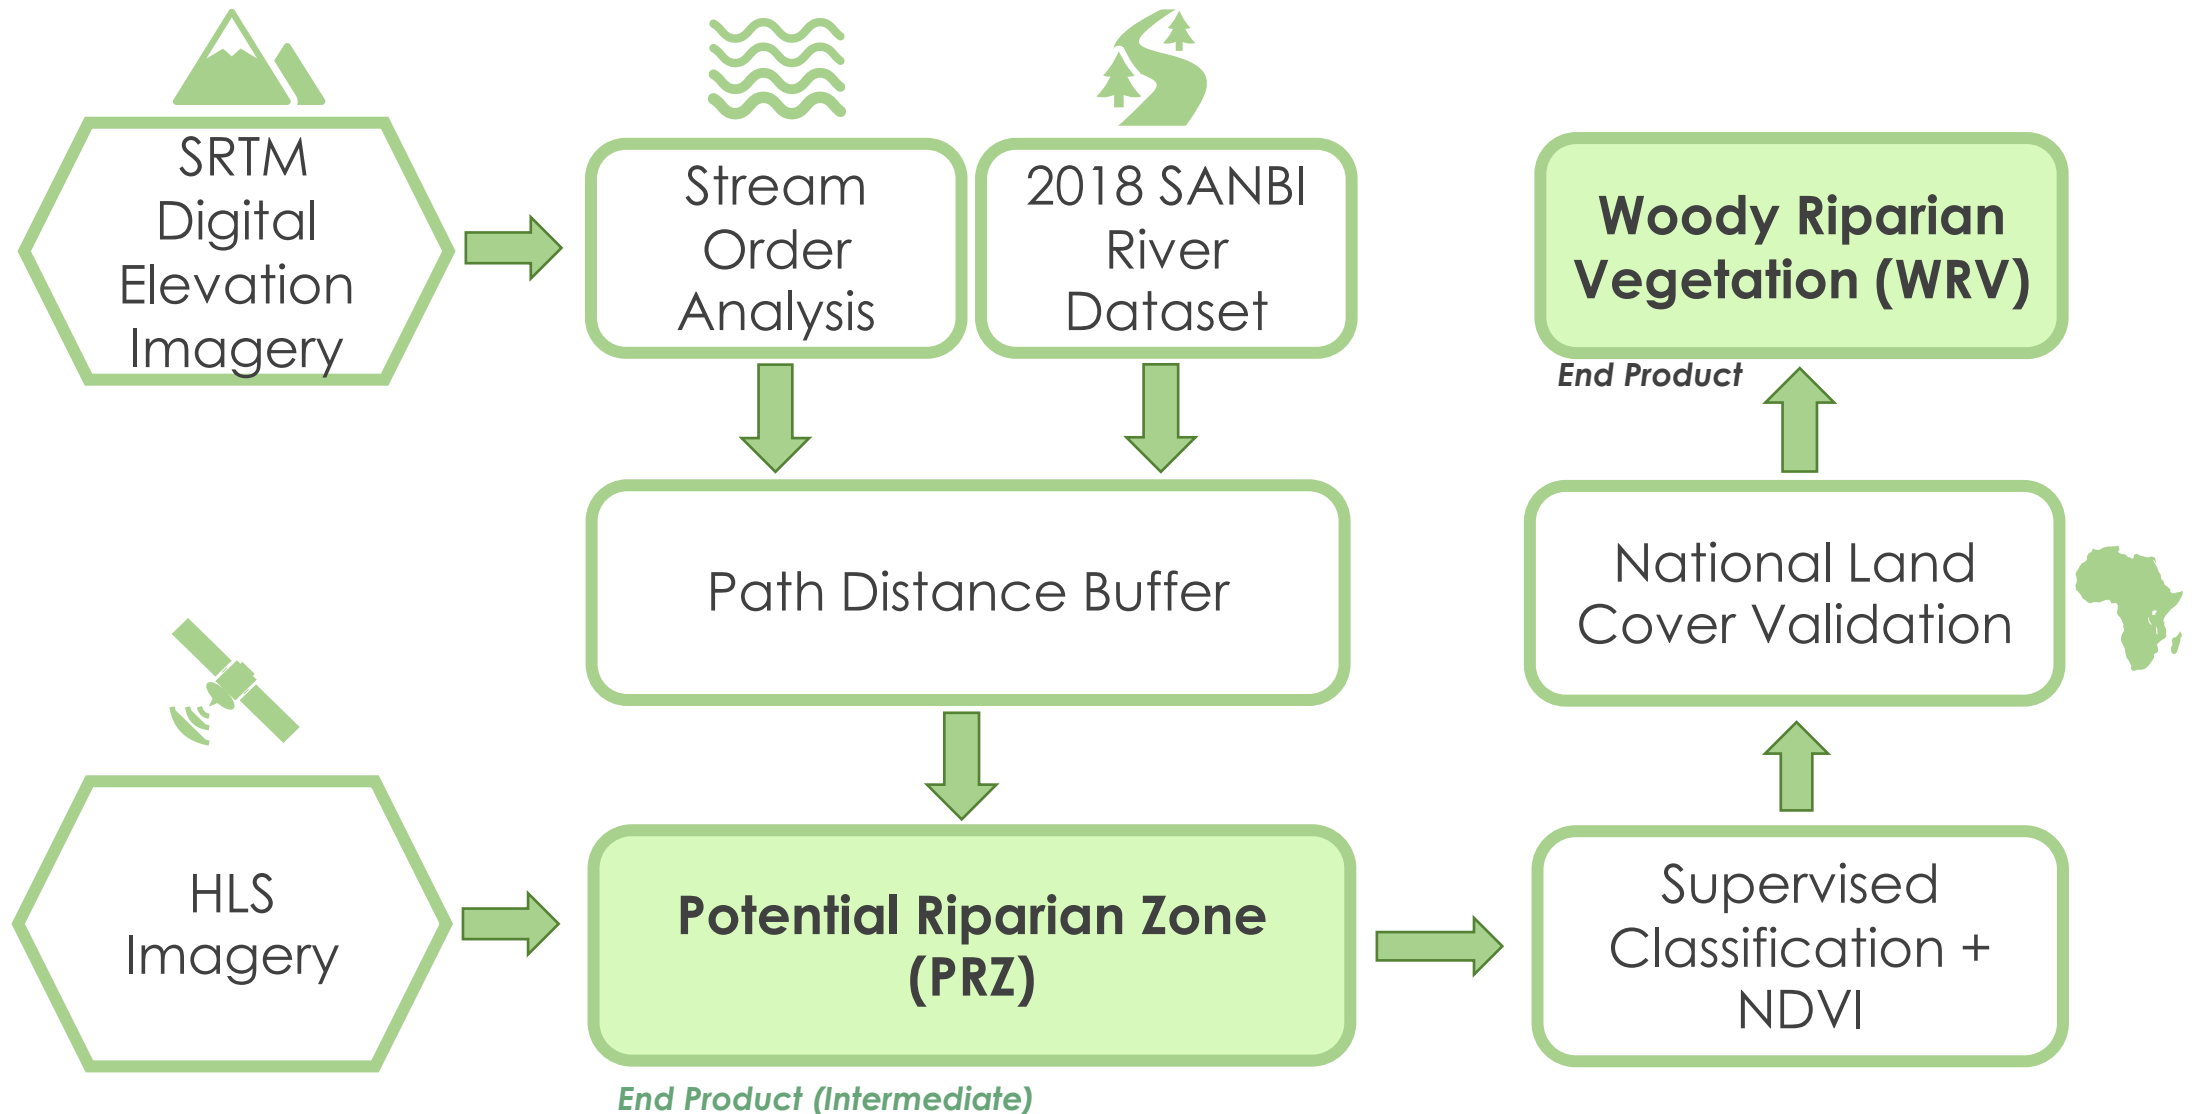 SRTM
Digital
Elevation
Imagery
Stream
Order
Analysis
2018 SANBI
River
Dataset
Woody Riparian
Vegetation (WRV)
End Product
Path Distance Buffer
National Land
Cover Validation
HLS
Imagery
Potential Riparian Zone
(PRZ)
End Product (Intermediate)
Supervised
Classification +
NDVI